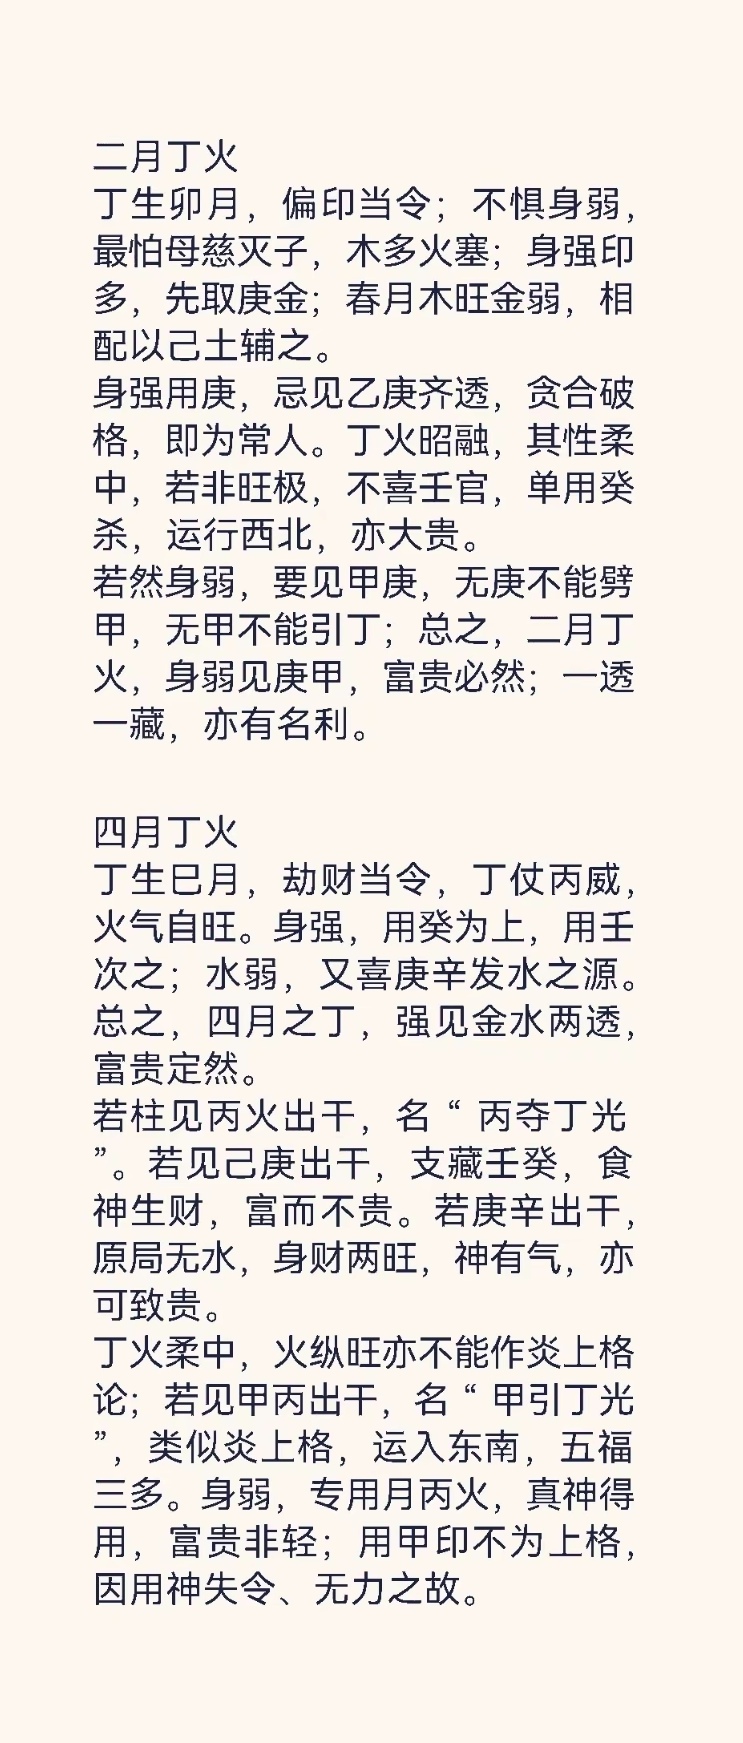 二月丁火
丁生卯月，偏印当令；不惧身弱，
最怕母慈灭子，木多火塞；身强印
多，先取庚金；春月木旺金弱，相
配以己土辅之。
身强用庚，忌见乙庚齐透，贪合破
格，即为常人。丁火昭融，其性柔
中，若非旺极，不喜壬官，单用癸
杀，运行西北，亦大贵。
若然身弱，要见甲庚，无庚不能劈
甲，无甲不能引丁；总之，二月丁
火，身弱见庚甲，富贵必然；一透
一藏，亦有名利。
四月丁火
丁生巳月，劫财当令，丁仗丙威，
火气自旺。身强，用癸为上，用壬
次之；水弱，又喜庚辛发水之源。
总之，四月之丁，强见金水两透，
富贵定然。
若柱见丙火出干，名“丙夺丁光
”。若见己庚出干，支藏壬癸，食
神生财，富而不贵。若庚辛出干，
原局无水，身财两旺，神有气，亦
可致贵。
丁火柔中，火纵旺亦不能作炎上格
论；若见甲丙出干，名“甲引丁光
”，类似炎上格，运入东南，五福
三多。身弱，专用月丙火，真神得
用，富贵非轻；用甲印不为上格，
因用神失令、无力之故。